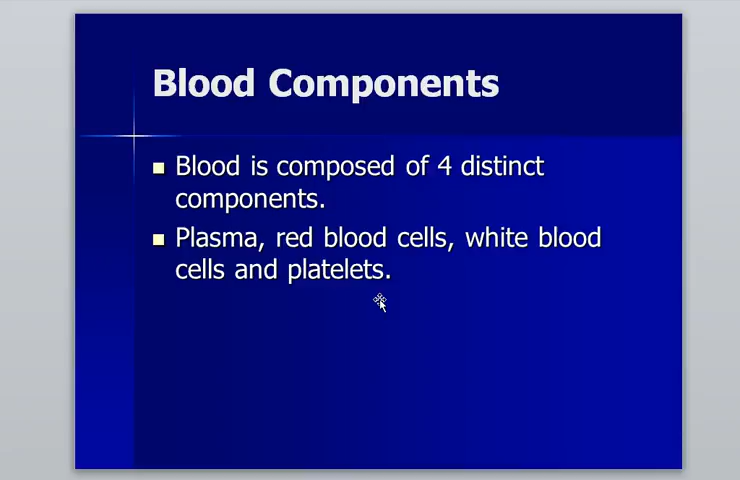 Blood Components
Blood is composed of 4 distinct
components.
Plasma, red blood cells, white blood
cells and platelets.